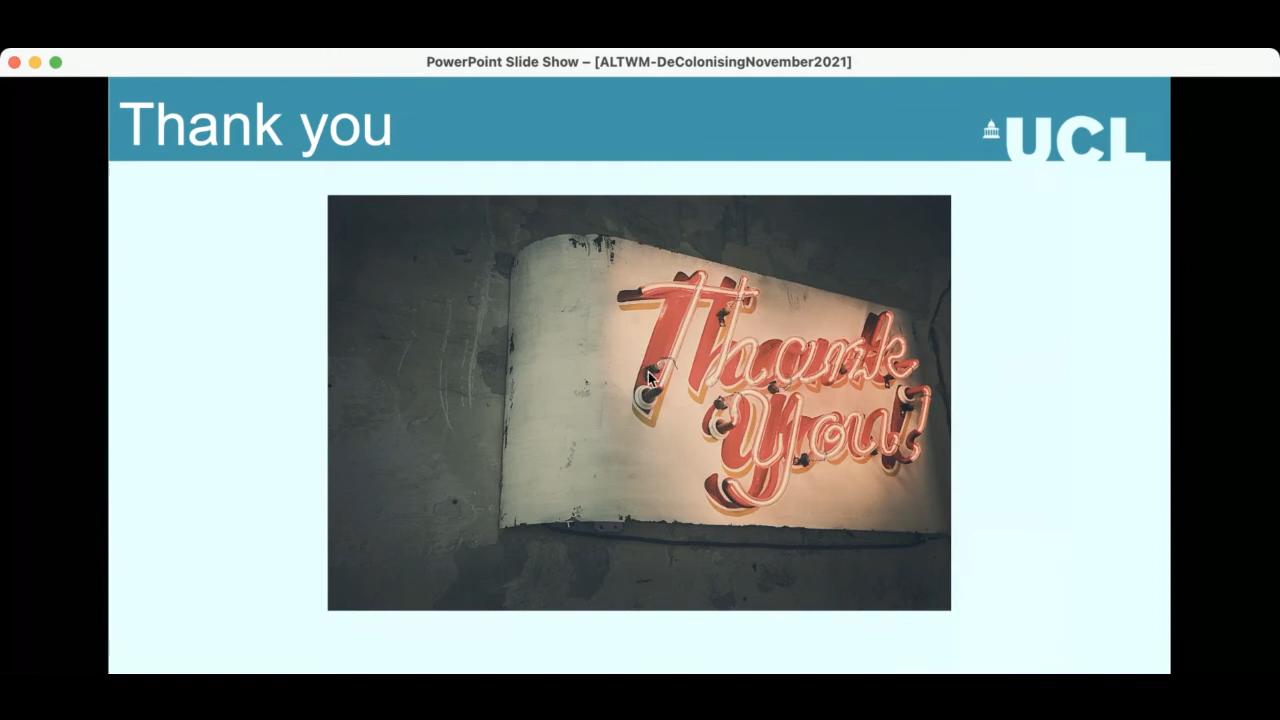 PowerPoint Slide Show – [ALTWM-DeColonisingNovember2021]
Thank you
UCL
Thank
You!